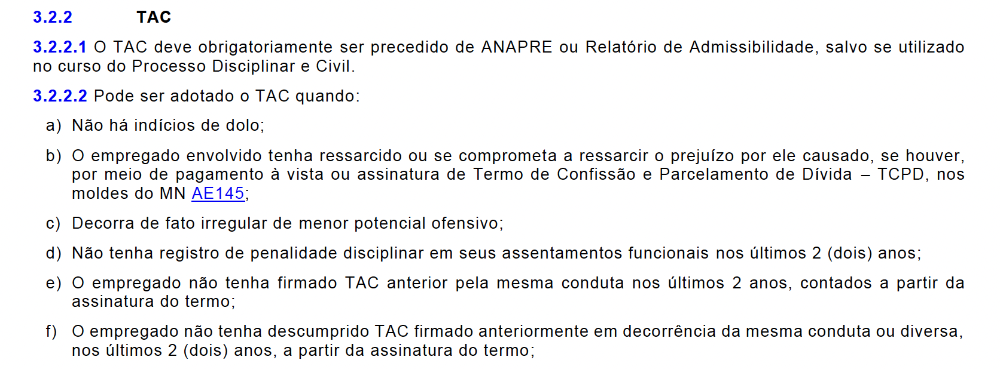 3.2.2 TAC
3.2.2.1 O TAC deve obrigatoriamente ser precedido de ANAPRE ou Relatório de Admissibilidade, salvo se utilizado
no curso do Processo Disciplinar e Civil.
3.2.2.2 Pode ser adotado o TAC quando:
a) Não há indícios de dolo;
b) O empregado envolvido tenha ressarcido ou se comprometa a ressarcir o prejuízo por ele causado, se houver,
por meio de pagamento à vista ou assinatura de Termo de Confissão e Parcelamento de Dívida – TCPD, nos
moldes do MN AE145;
c) Decorra de fato irregular de menor potencial ofensivo;
d) Não tenha registro de penalidade disciplinar em seus assentamentos funcionais nos últimos 2 (dois) anos;
e) O empregado não tenha firmado TAC anterior pela mesma conduta nos últimos 2 anos, contados a partir da
assinatura do termo;
f) O empregado não tenha descumprido TAC firmado anteriormente em decorrência da mesma conduta ou diversa,
nos últimos 2 (dois) anos, a partir da assinatura do termo;